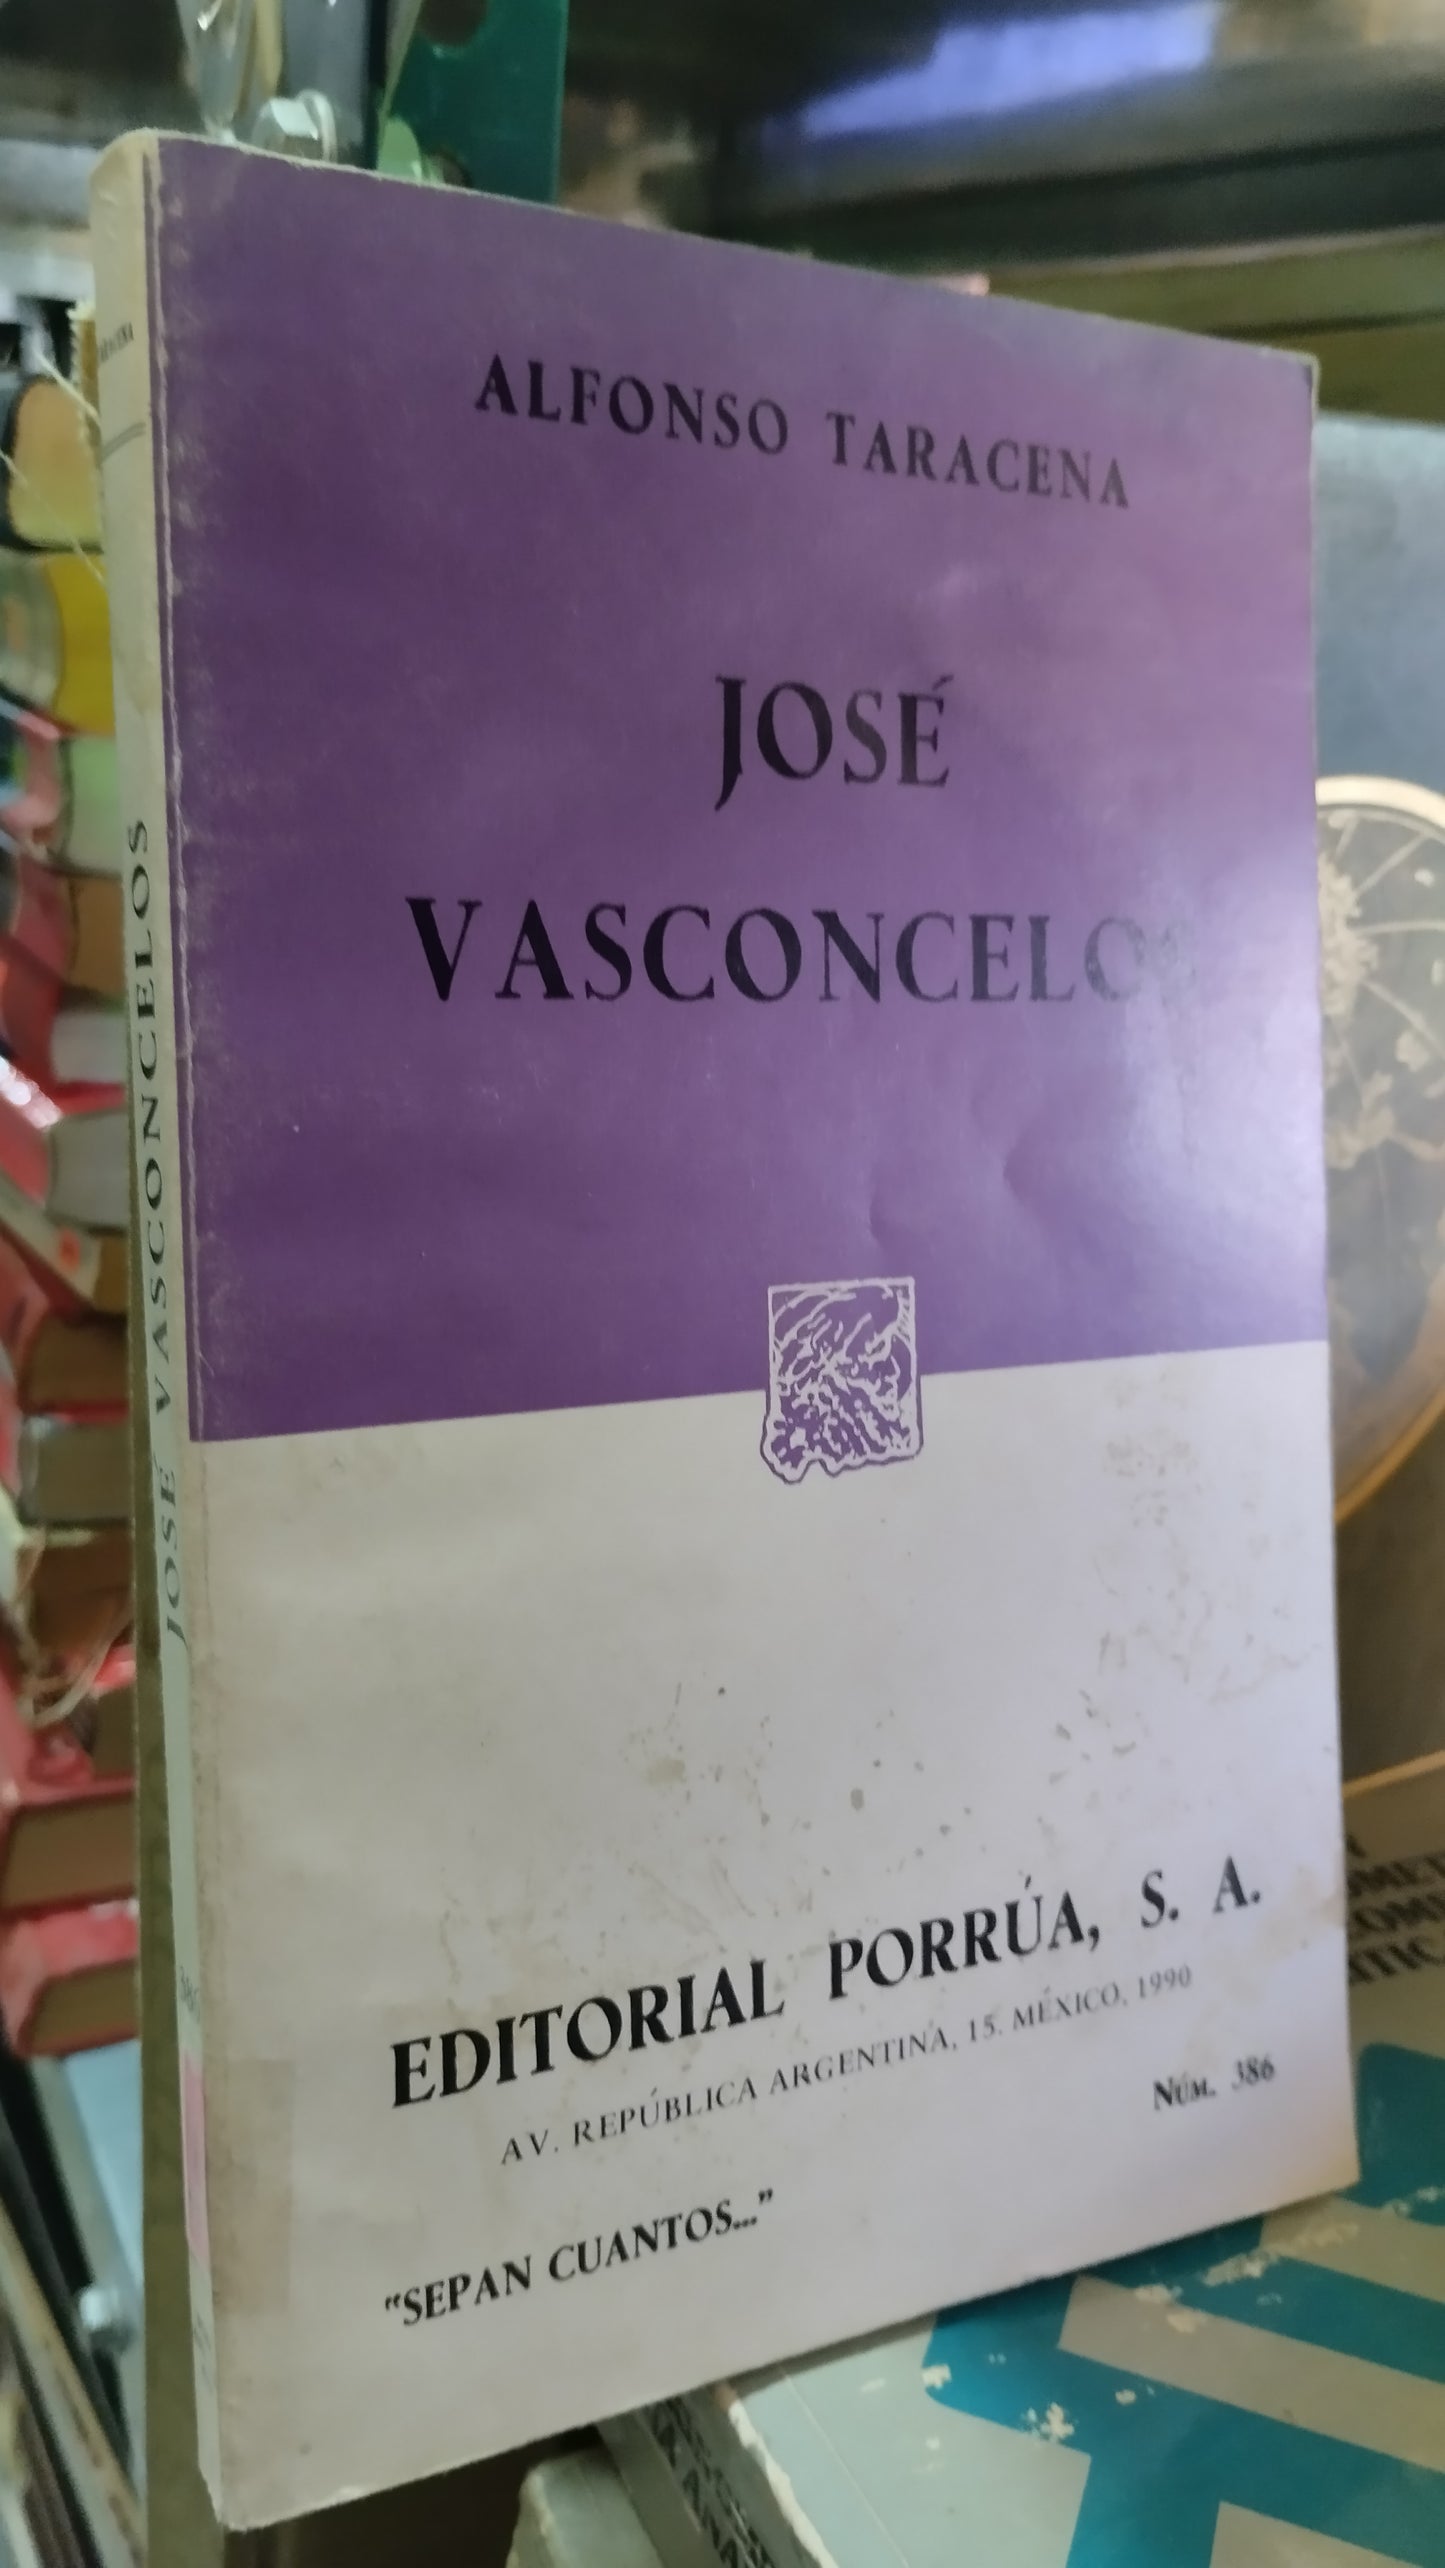 ALFONSO TARACENA
JOSÉ
VASCONCELOS
EDITORIAL PORRÚA, S. A.
AV. REPÚBLICA ARGENTINA, 15. MÉXICO, 1990
NÚM. 386
"SEPAN CUANTOS..."
JOSÉ VASCONCELOS